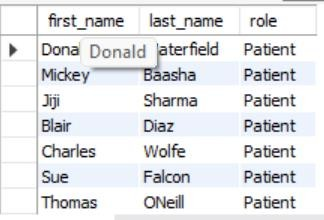 first_name last_name role
Donald aterfield Patient
Mickey Baasha Patient
Jiji Sharma Patient
Blair Diaz Patient
Charles Wolfe Patient
Sue Falcon Patient
Thomas ONeill Patient